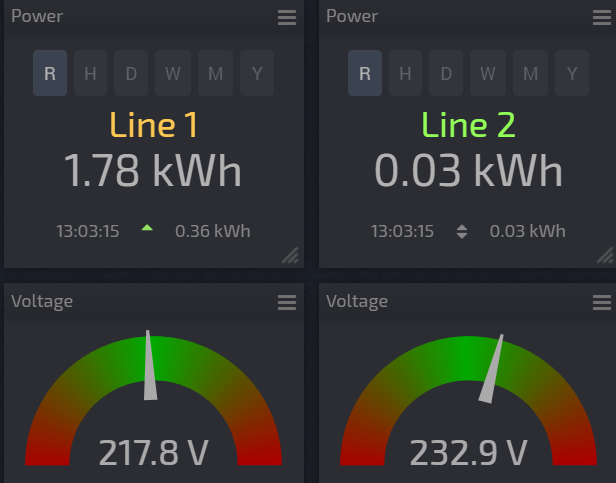 Power
R H D W M Y
Line 1
1.78 kWh
13:03:15 0.36 kWh
Power
R H D W M Y
Line 2
0.03 kWh
13:03:15 0.03 kWh
Voltage
217.8 V
Voltage
232.9 V